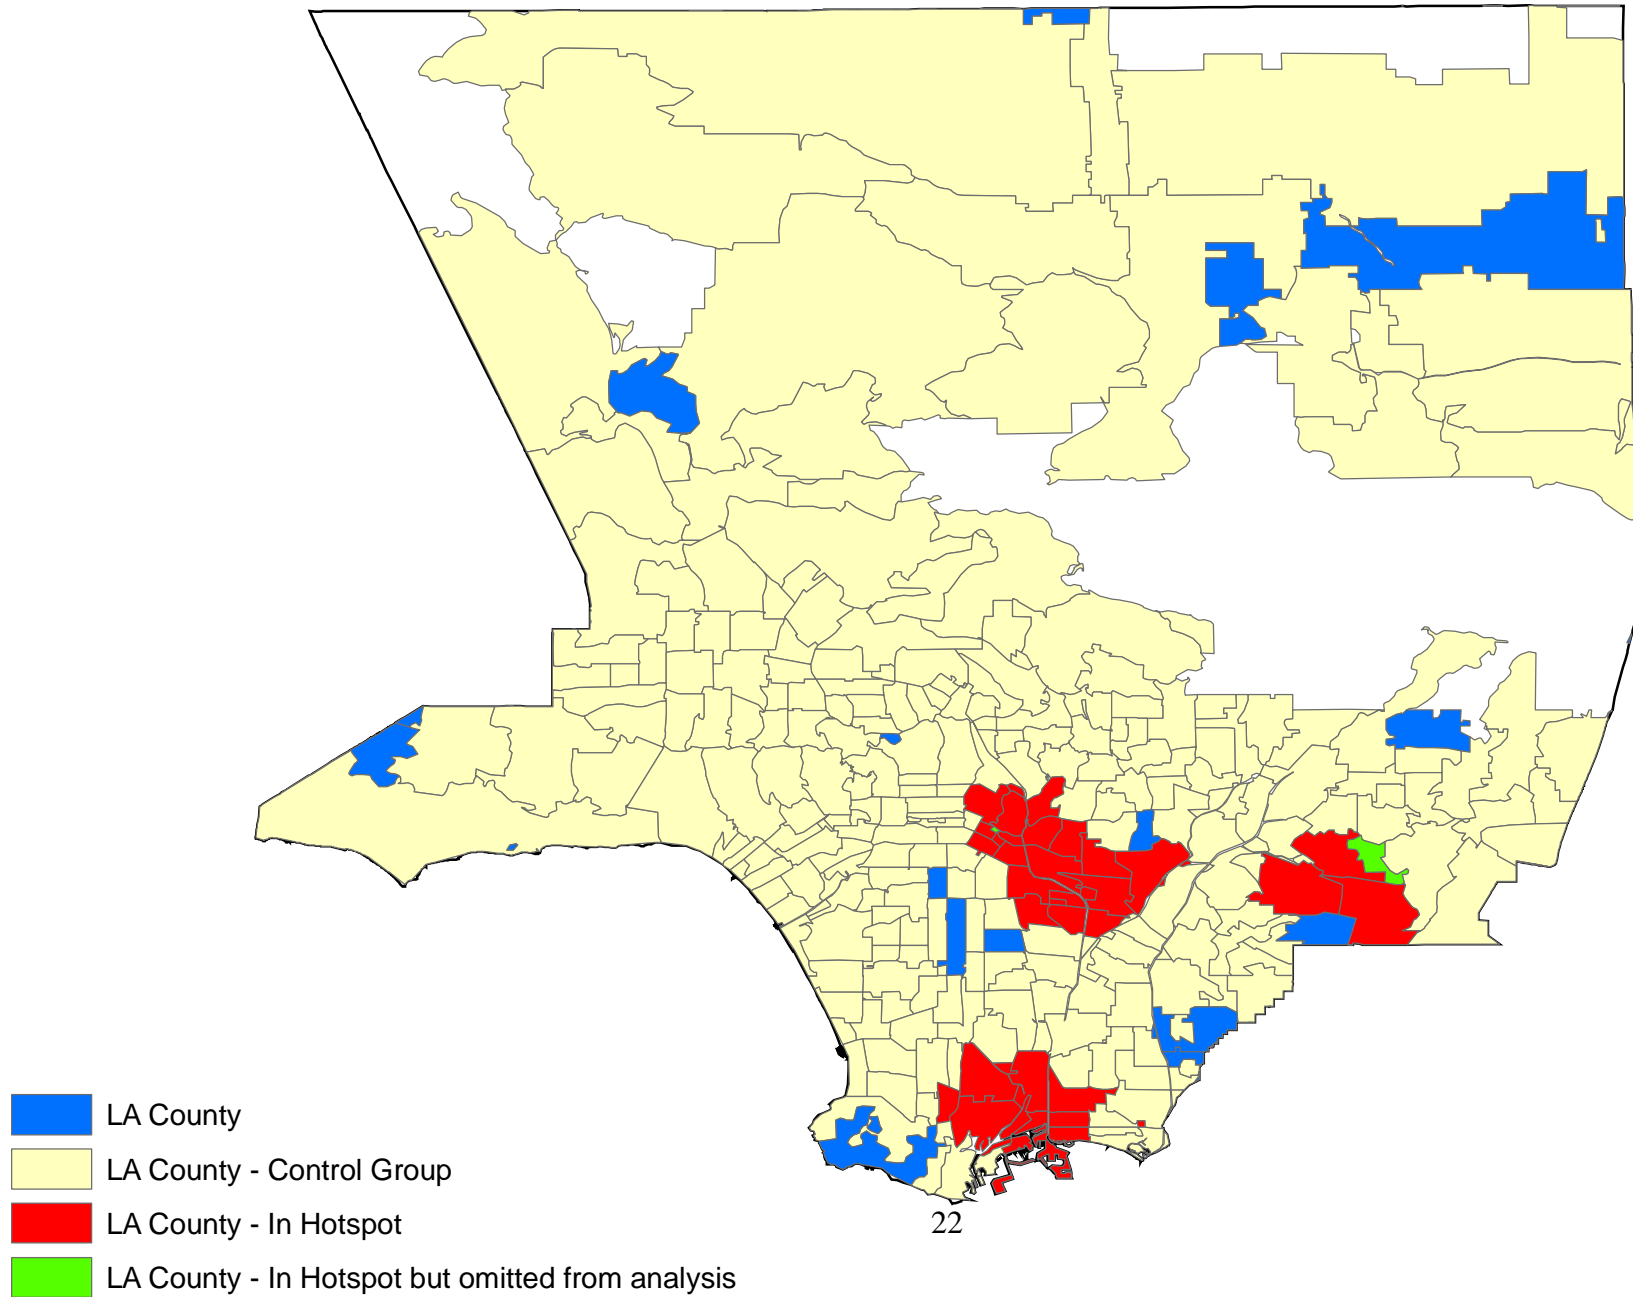 LA County
LA County - Control Group
LA County - In Hotspot
22
LA County - In Hotspot but omitted from analysis